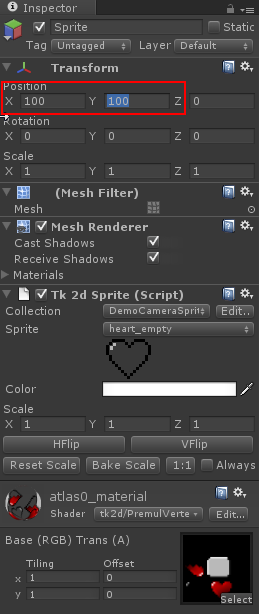 Inspector
Sprite Static
Tag Untagged Layer Default
Transform
Position
X 100 Y 100 Z 0
Rotation
X 0 Y 0 Z 0
Scale
X 1 Y 1 Z 1
(Mesh Filter)
Mesh
Mesh Renderer
Cast Shadows
Receive Shadows
Materials
Tk 2d Sprite (Script)
Collection DemoCameraSprit Edit..
Sprite heart_empty
Color
Scale
X 1 Y 1 Z 1
HFlip VFlip
Reset Scale Bake Scale 1:1 Always
atlas0_material
Shader tk2d/PremulVerte Edit...
Base (RGB) Trans (A)
Tiling Offset
x 1 0
y 1 0
Select